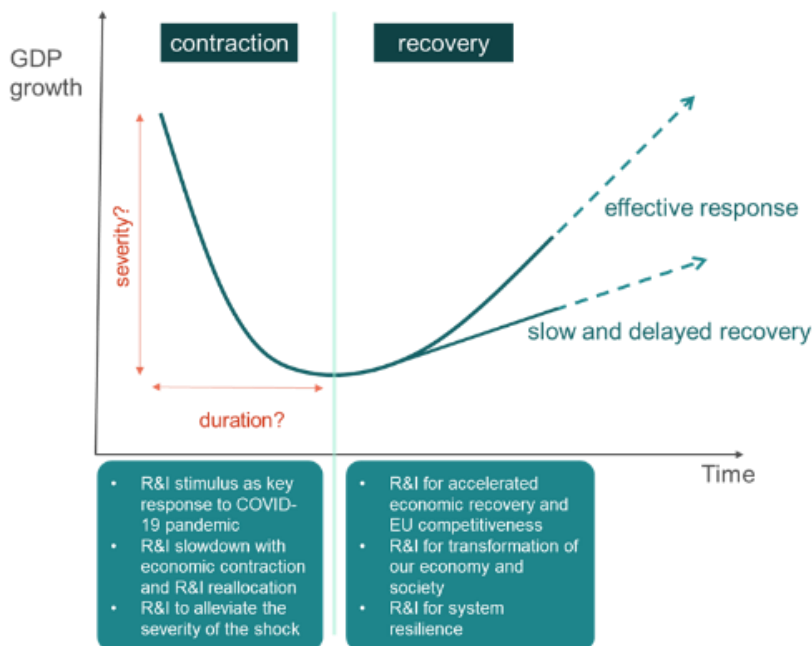 contraction
recovery
GDP
growth
severity?
effective response
slow and delayed recovery
duration?
Time
• R&I stimulus as key
response to COVID-
19 pandemic
• R&I slowdown with
economic contraction
and R&I reallocation
• R&I to alleviate the
severity of the shock
• R&I for accelerated
economic recovery and
EU competitiveness
• R&I for transformation of
our economy and
society
• R&I for system
resilience